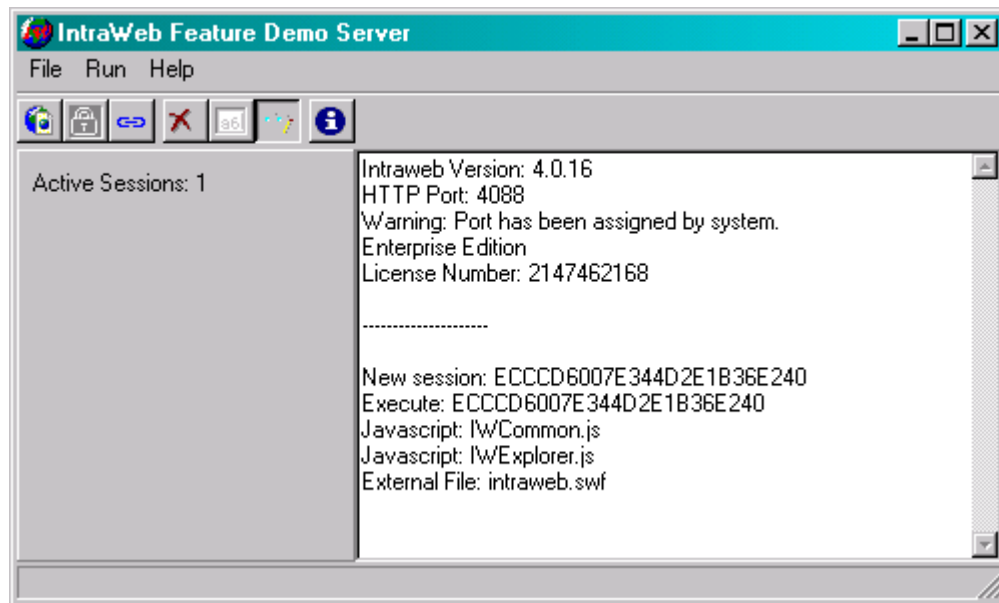 IntraWeb Feature Demo Server
File Run Help
a6
Active Sessions: 1
Intraweb Version: 4.0.16
HTTP Port: 4088
Warning: Port has been assigned by system.
Enterprise Edition
License Number: 2147462168
---------------------
New session: ECCCD6007E344D2E1B36E240
Execute: ECCCD6007E344D2E1B36E240
Javascript: IWCommon.js
Javascript: IWExplorer.js
External File: intraweb.swf